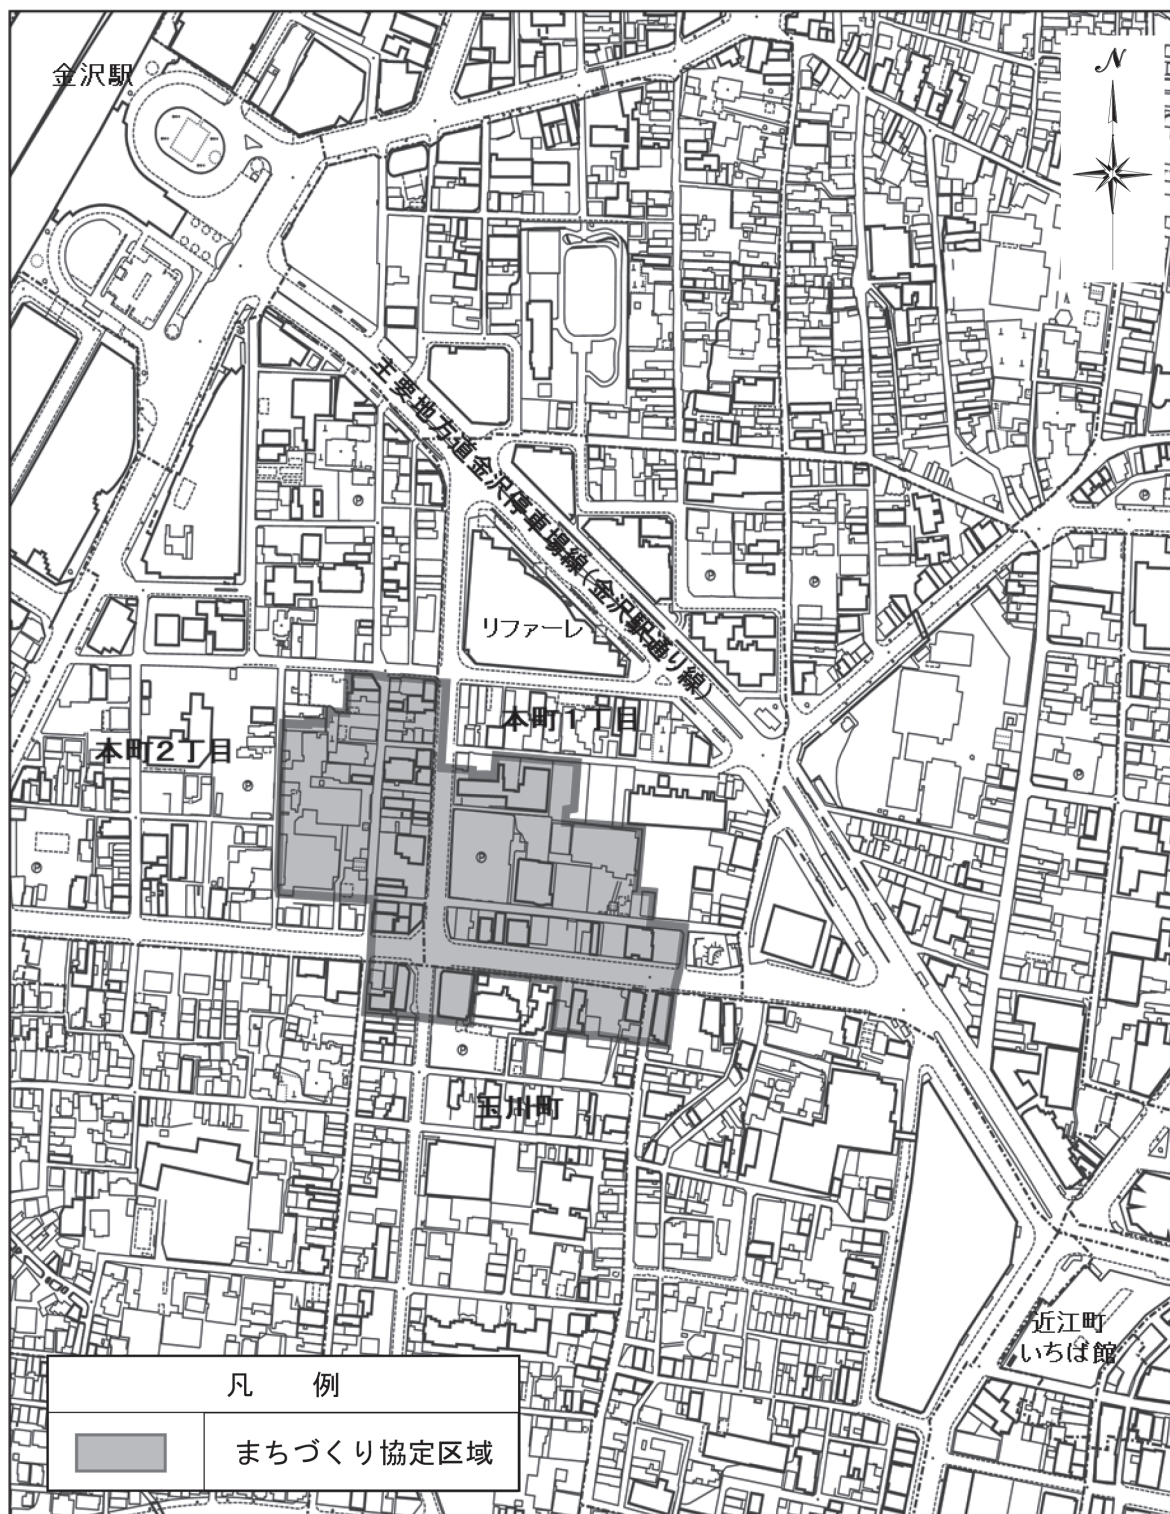 金沢駅
N
主要地方道金沢停車場線(金沢駅通り線)
リファーレ
本町1丁目
本町2丁目
玉川町
近江町
いちば館
凡 例
まちづくり協定区域
P
P
P
P
P
P
P
P
P